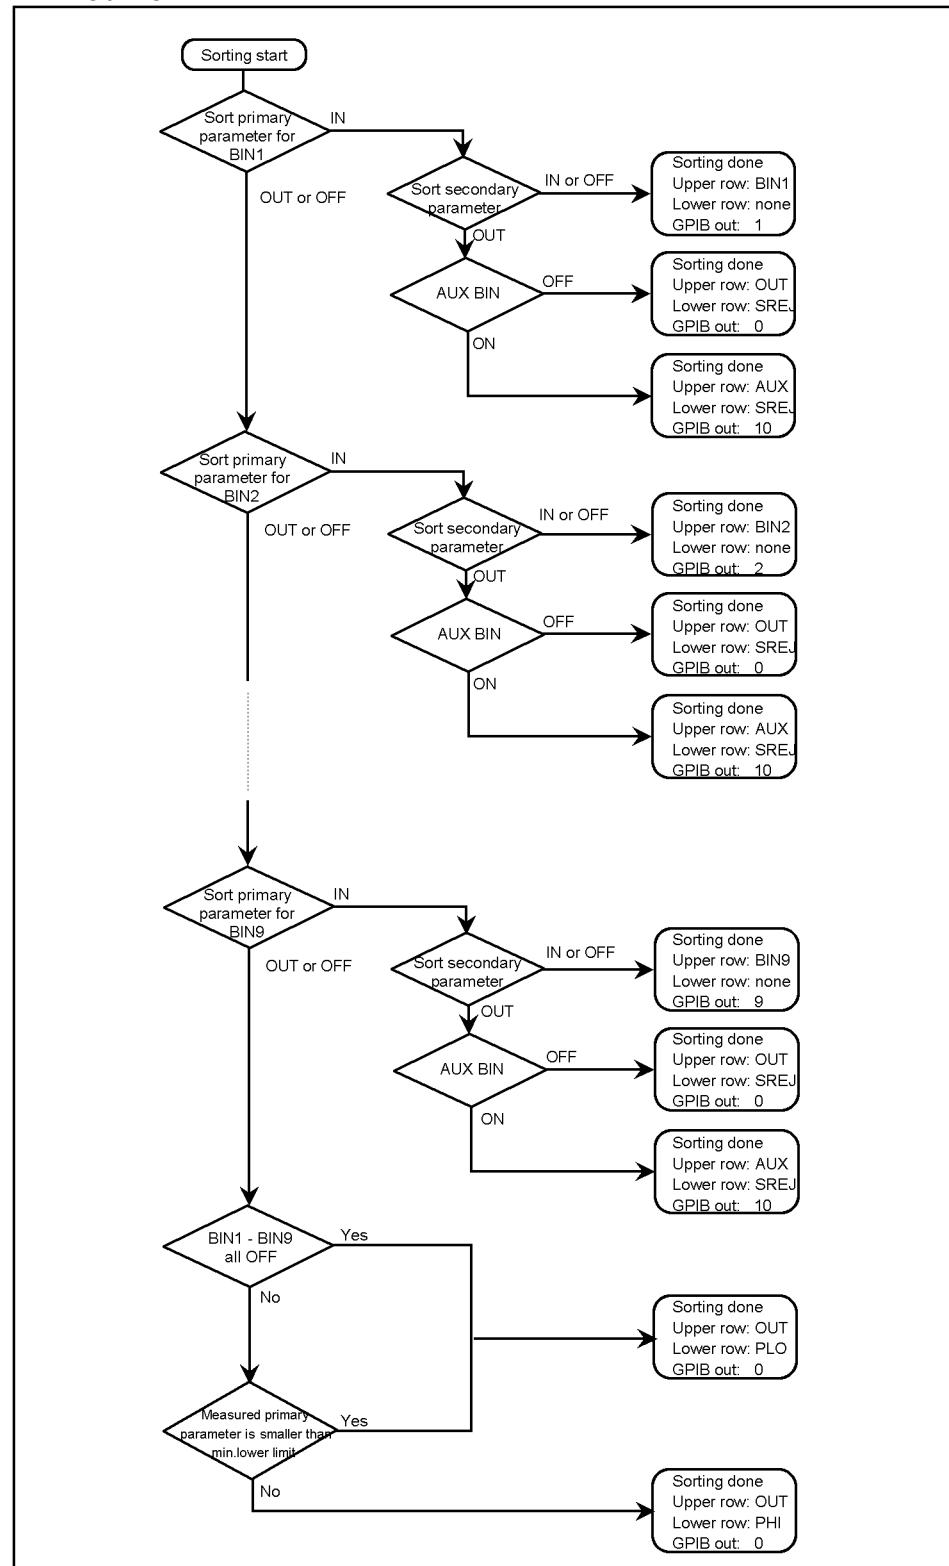 Sorting start
Sort primary
parameter for
BIN1
IN
OUT or OFF
Sort secondary
parameter
IN or OFF
OUT
Sorting done
Upper row: BIN1
Lower row: none
GPIB out: 1
AUX BIN
OFF
ON
Sorting done
Upper row: OUT
Lower row: SREJ
GPIB out: 0
Sorting done
Upper row: AUX
Lower row: SREJ
GPIB out: 10
Sort primary
parameter for
BIN2
IN
OUT or OFF
Sort secondary
parameter
IN or OFF
OUT
Sorting done
Upper row: BIN2
Lower row: none
GPIB out: 2
AUX BIN
OFF
ON
Sorting done
Upper row: OUT
Lower row: SREJ
GPIB out: 0
Sorting done
Upper row: AUX
Lower row: SREJ
GPIB out: 10
Sort primary
parameter for
BIN9
IN
OUT or OFF
Sort secondary
parameter
IN or OFF
OUT
Sorting done
Upper row: BIN9
Lower row: none
GPIB out: 9
AUX BIN
OFF
ON
Sorting done
Upper row: OUT
Lower row: SREJ
GPIB out: 0
Sorting done
Upper row: AUX
Lower row: SREJ
GPIB out: 10
BIN1 - BIN9
all OFF
Yes
No
Sorting done
Upper row: OUT
Lower row: PLO
GPIB out: 0
Measured primary
parameter is smaller than
min.lower limit
Yes
No
Sorting done
Upper row: OUT
Lower row: PHI
GPIB out: 0